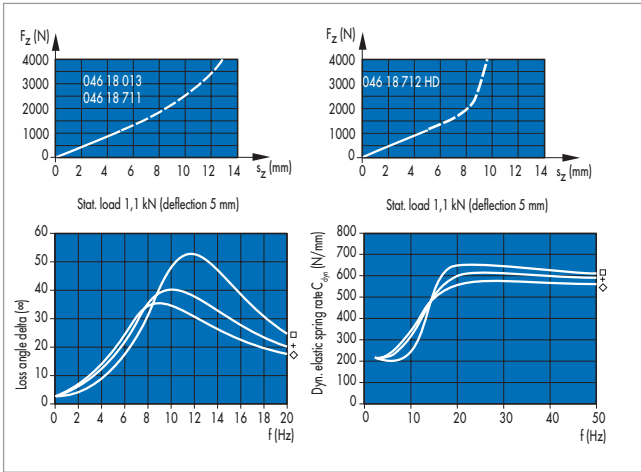 F_z (N)
4000
3000
2000
1000
0
046 18 013
046 18 711
0 2 4 6 8 10 12 14
s_z (mm)
F_z (N)
4000
3000
2000
1000
0
046 18 712 HD
0 2 4 6 8 10 12 14
s_z (mm)
Stat. load 1,1 kN (deflection 5 mm)
Loss angle delta (∞)
60
50
40
30
20
10
0
0 2 4 6 8 10 12 14 16 18 20
f (Hz)
□
+
◇
Stat. load 1,1 kN (deflection 5 mm)
Dyn. elastic spring rate C_dyn (N/mm)
800
700
600
500
400
300
200
100
0
0 10 20 30 40 50
f (Hz)
□
+
◇